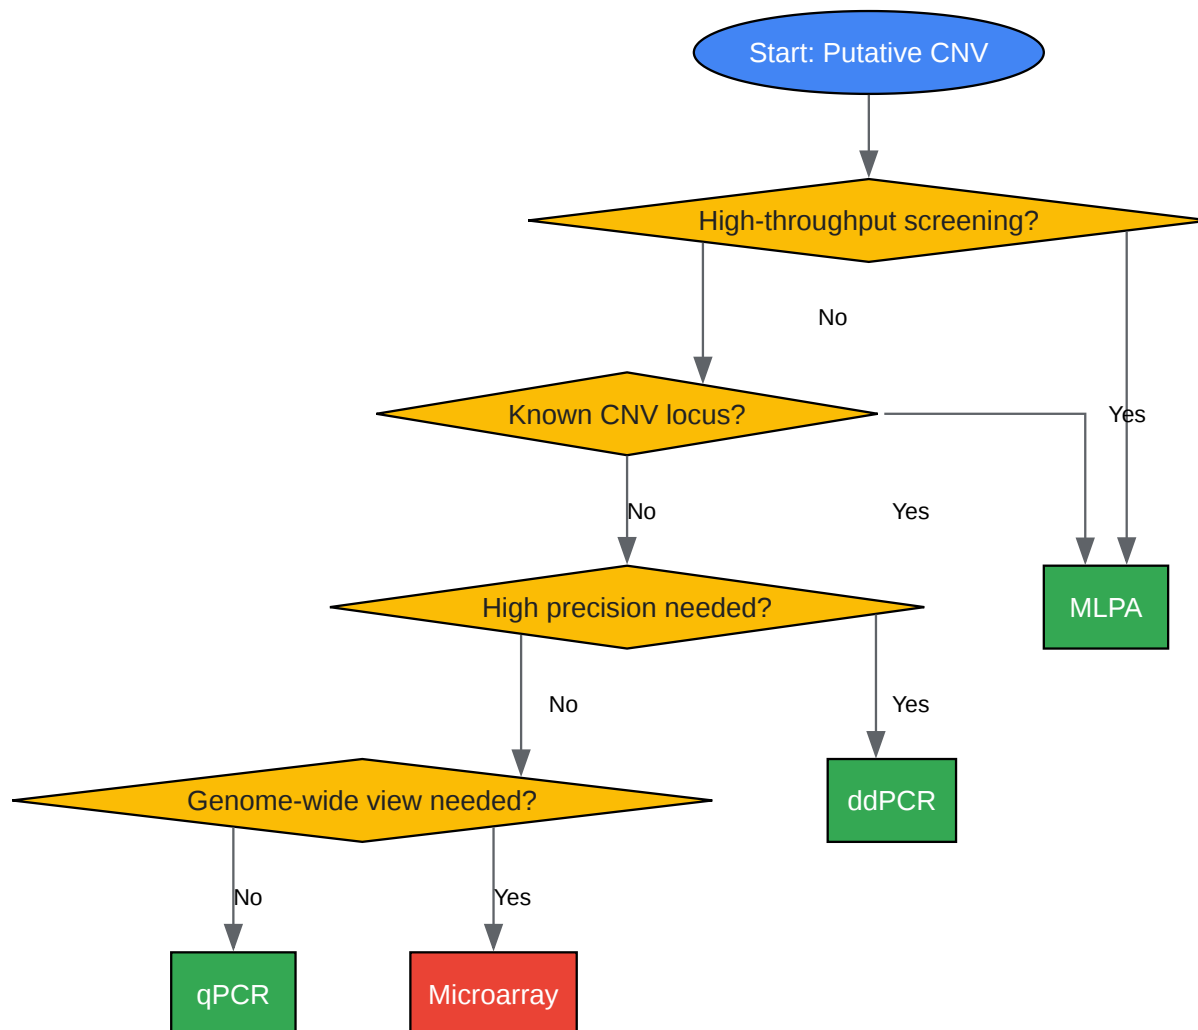 Start: Putative CNV
High-throughput screening?
No
Known CNV locus?
Yes
No
Yes
High precision needed?
MLPA
No
Yes
Genome-wide view needed?
ddPCR
No
Yes
qPCR
Microarray